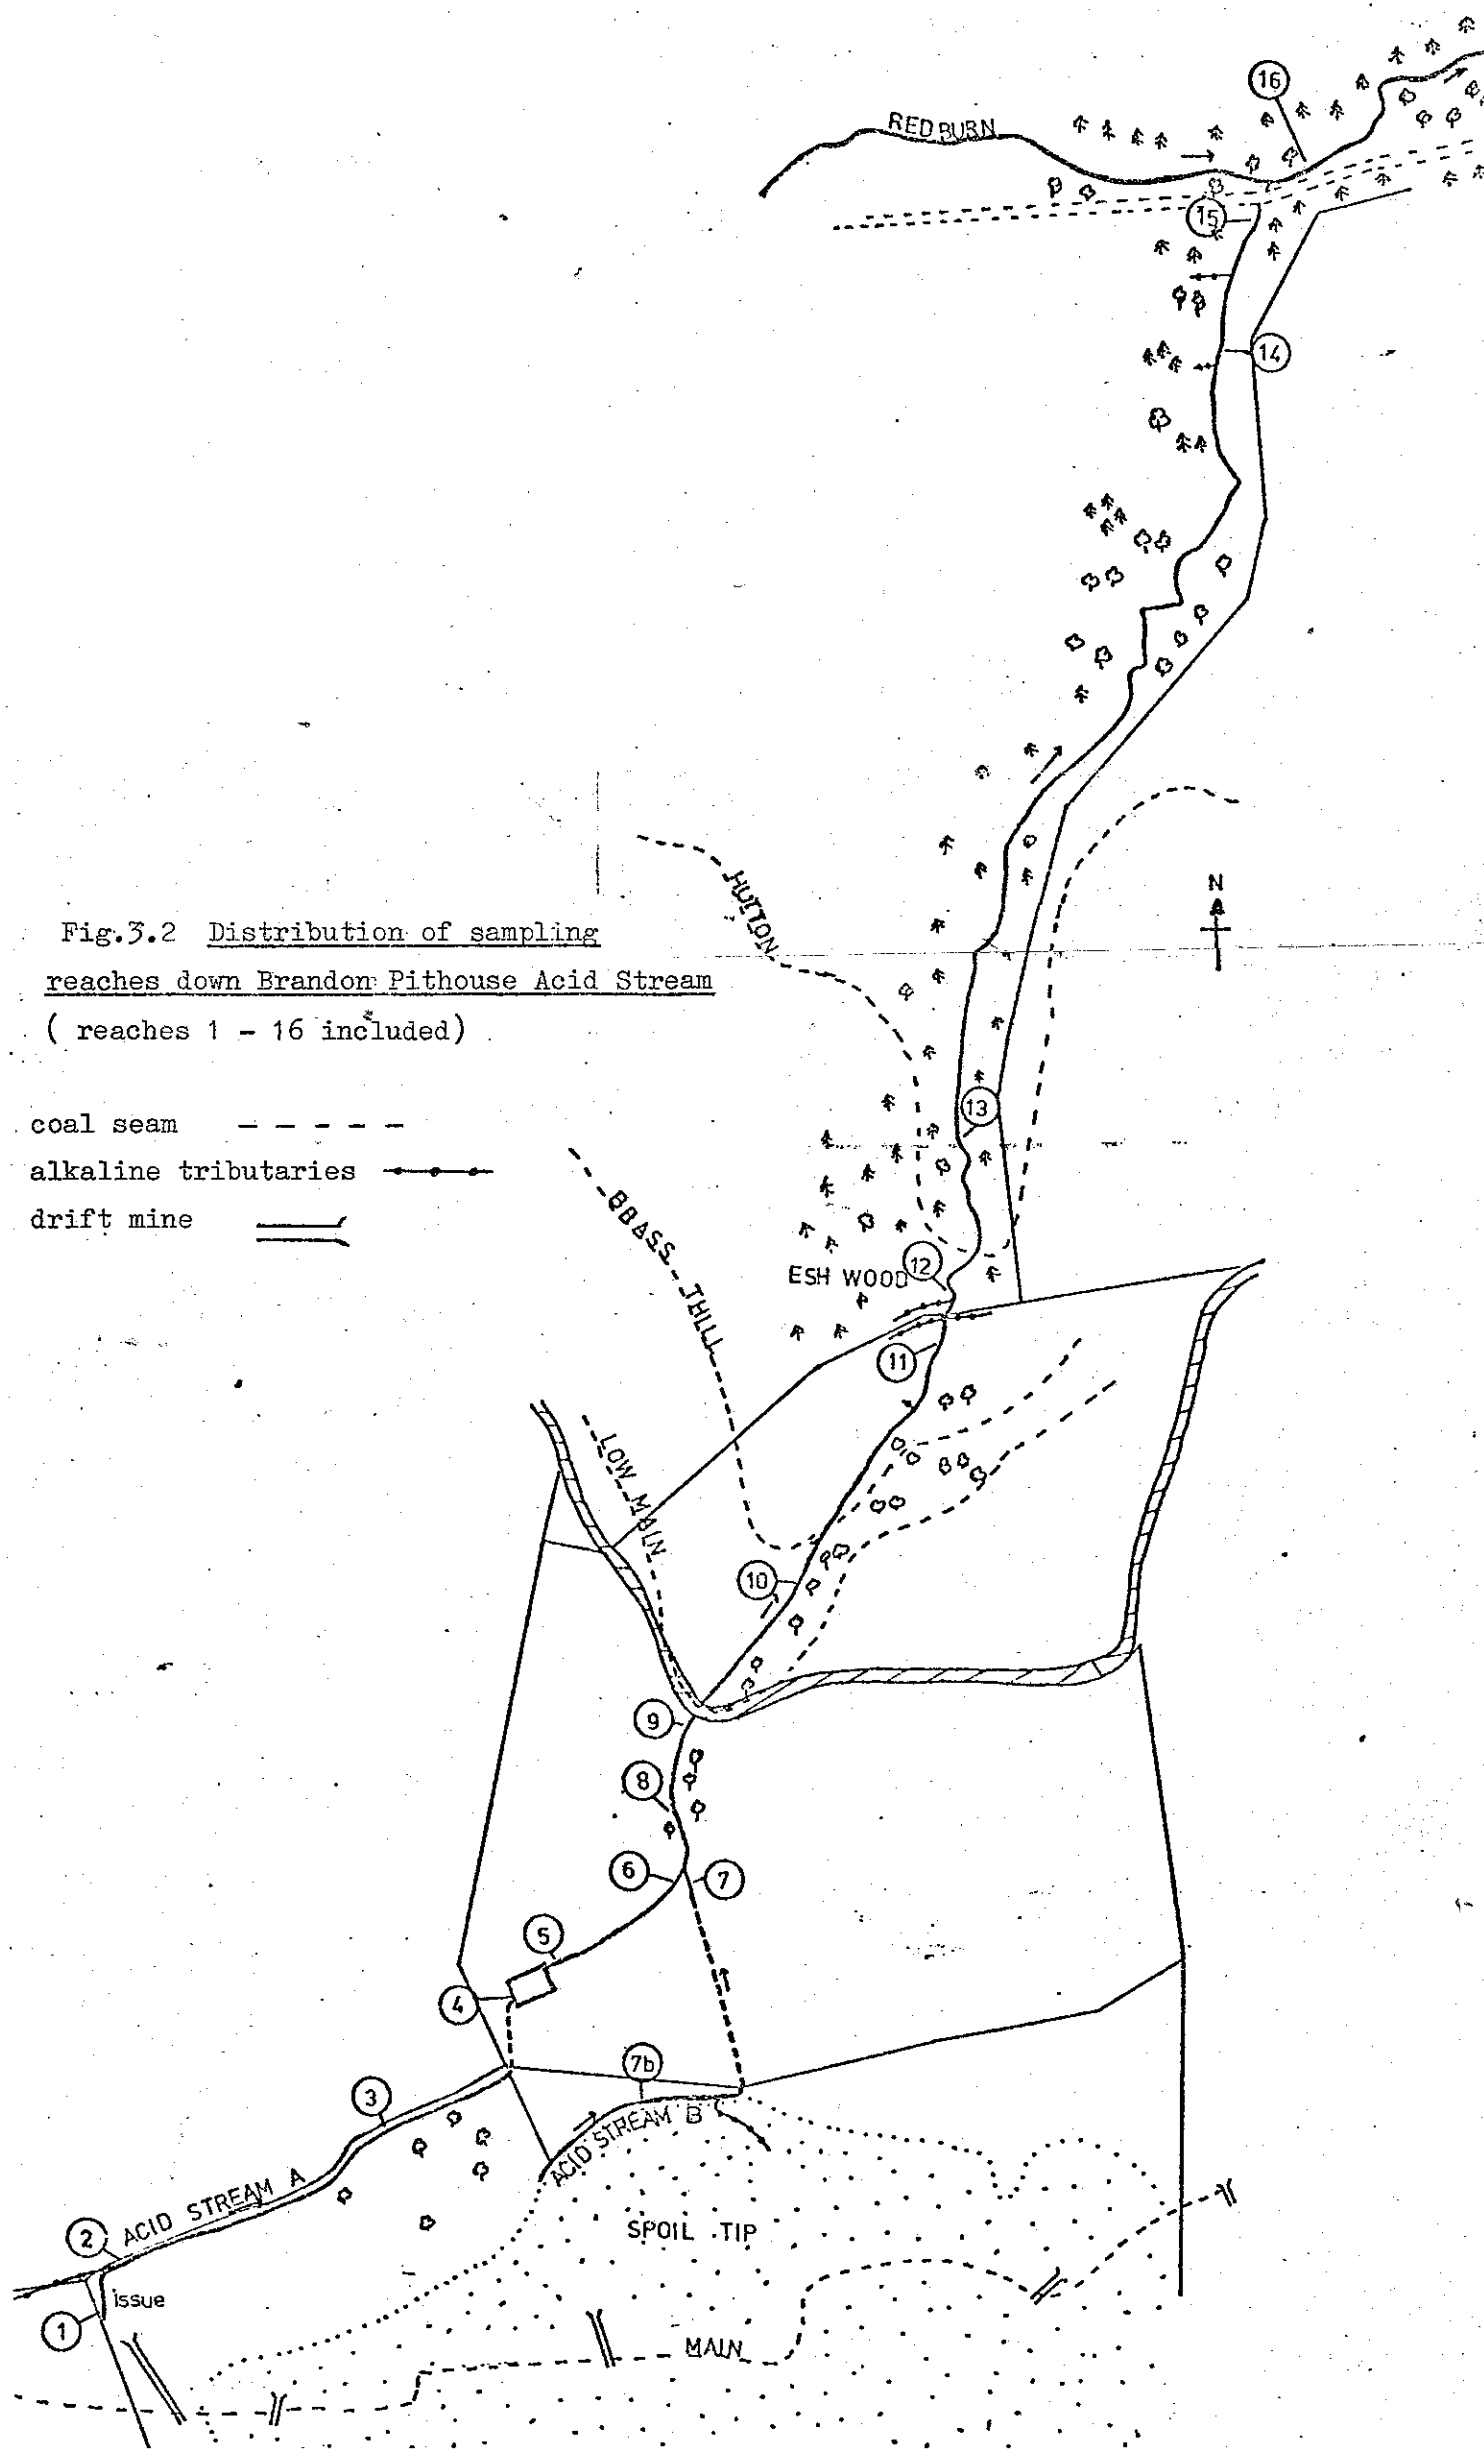 16
RED BURN
15
14
N
HUTTON
Fig.3.2 Distribution of sampling
reaches down Brandon Pithouse Acid Stream
( reaches 1 - 16 included)
13
coal seam
alkaline tributaries
drift mine
BBASS THILL
12
ESH WOOD
11
LOW MAIN
10
9
8
6
7
5
4
7b
3
ACID STREAM B
ACID STREAM A
2
SPOIL TIP
issue
1
MAIN